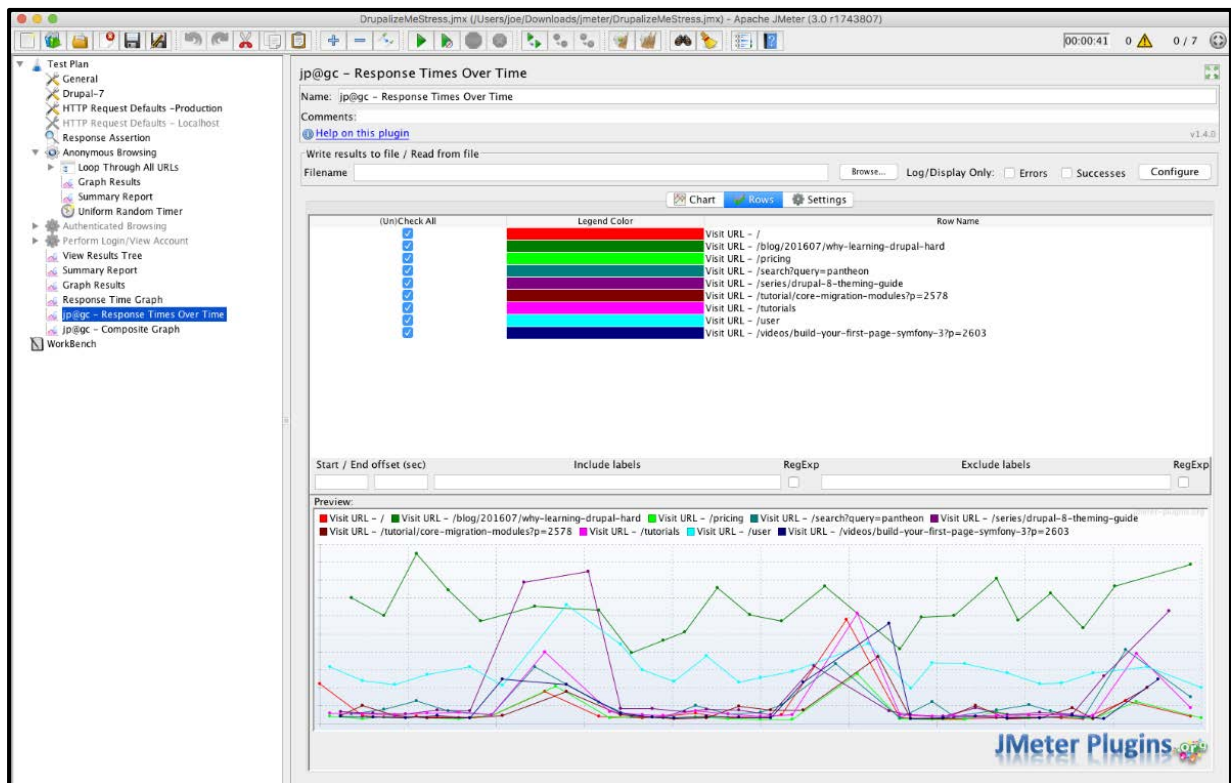 DrupalizeMeStress.jmx (/Users/joe/Downloads/jmeter/DrupalizeMeStress.jmx) - Apache JMeter (3.0 r1743807)
00:00:41 0 0 / 7
Test Plan
General
Drupal-7
HTTP Request Defaults -Production
HTTP Request Defaults - Localhost
Response Assertion
Anonymous Browsing
Loop Through All URLs
Graph Results
Summary Report
Uniform Random Timer
Authenticated Browsing
Perform Login/View Account
View Results Tree
Summary Report
Graph Results
Response Time Graph
jp@gc - Response Times Over Time
jp@gc - Composite Graph
WorkBench
jp@gc - Response Times Over Time
Name: jp@gc - Response Times Over Time
Comments:
Help on this plugin v1.4.0
Write results to file / Read from file
Filename Browse... Log/Display Only: Errors Successes Configure
Chart Rows Settings
(Un)Check All Legend Color Row Name
Visit URL - /
Visit URL - /blog/201607/why-learning-drupal-hard
Visit URL - /pricing
Visit URL - /search?query=pantheon
Visit URL - /series/drupal-8-theming-guide
Visit URL - /tutorial/core-migration-modules?p=2578
Visit URL - /tutorials
Visit URL - /user
Visit URL - /videos/build-your-first-page-symfony-3?p=2603
Start / End offset (sec) Include labels RegExp Exclude labels RegExp
Preview:
Visit URL - / Visit URL - /blog/201607/why-learning-drupal-hard Visit URL - /pricing Visit URL - /search?query=pantheon Visit URL - /series/drupal-8-theming-guide
Visit URL - /tutorial/core-migration-modules?p=2578 Visit URL - /tutorials Visit URL - /user Visit URL - /videos/build-your-first-page-symfony-3?p=2603
JMeter Plugins.org